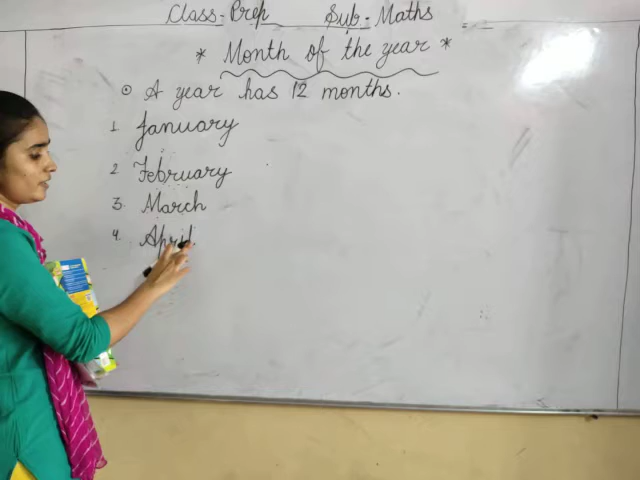 Class-Prep Sub-Maths
* Month of the year *
⊙ A year has 12 months.
1 January
2 February
3. March
4. April